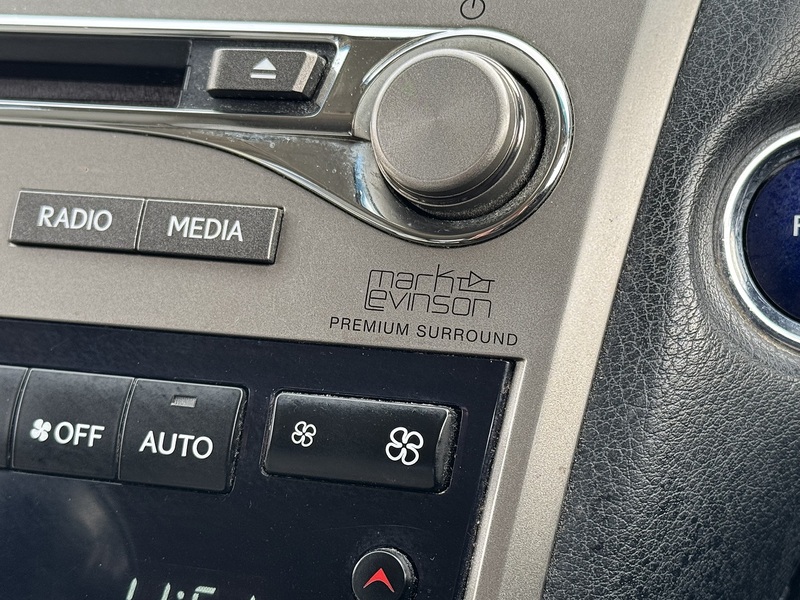 RADIO MEDIA
mark
Levinson
PREMIUM SURROUND
OFF AUTO